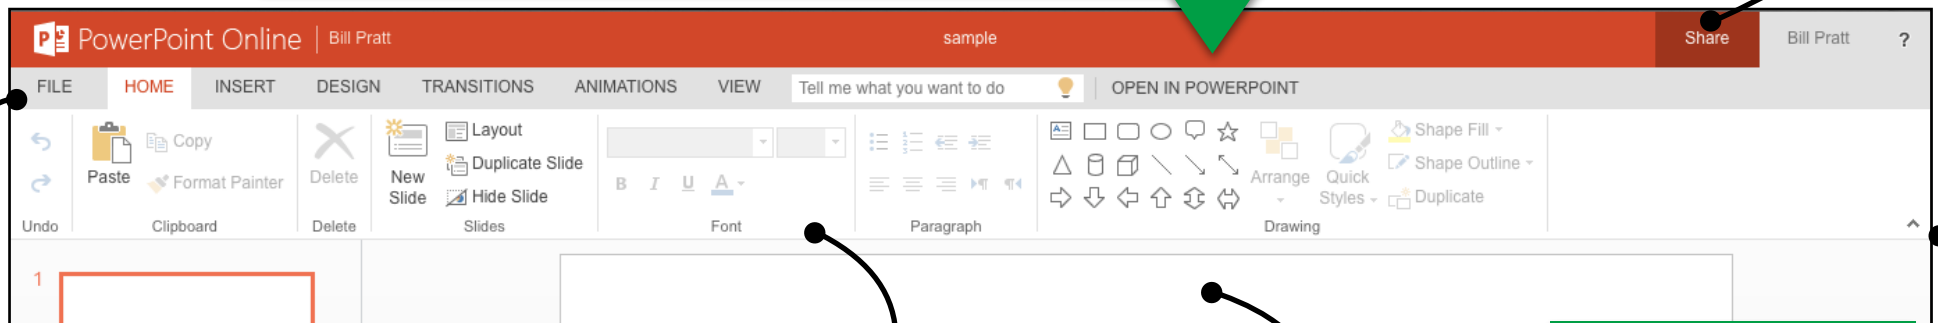 PowerPoint Online | Bill Pratt
sample
Share
Bill Pratt
?
FILE
HOME
INSERT
DESIGN
TRANSITIONS
ANIMATIONS
VIEW
Tell me what you want to do
OPEN IN POWERPOINT
Undo
Paste
Copy
Format Painter
Clipboard
Delete
Delete
New
Slide
Layout
Duplicate Slide
Hide Slide
Slides
B I U A
Font
Paragraph
Arrange
Quick
Styles
Shape Fill
Shape Outline
Duplicate
Drawing
1